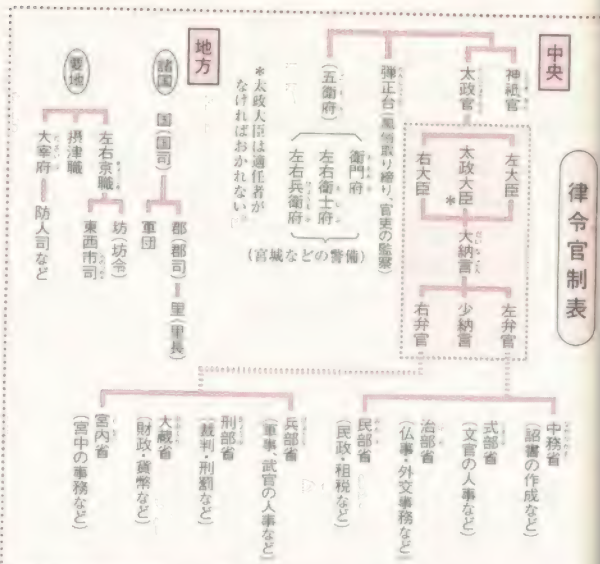 律令官制表
中央
神祇官
太政官
左大臣
太政大臣*
右大臣
大納言
左弁官
少納言
右弁官
中務省
(詔書の作成など)
式部省
(文官の人事など)
治部省
(仏事・外交事務など)
民部省
(民政・租税など)
兵部省
(軍事、武官の人事など)
刑部省
(裁判・刑罰など)
大蔵省
(財政・貨幣など)
宮内省
(宮中の事務など)
弾正台(風俗取り締り、官吏の監察)
(五衛府)
衛門府
左右衛士府
左右兵衛府
(宮城などの警備)
*太政大臣は適任者が
なければおかれない。
地方
諸国
国(国司)
郡(郡司)
里(里長)
軍団
要地
左右京職
坊(坊令)
東西市司
摂津職
大宰府
防人司など